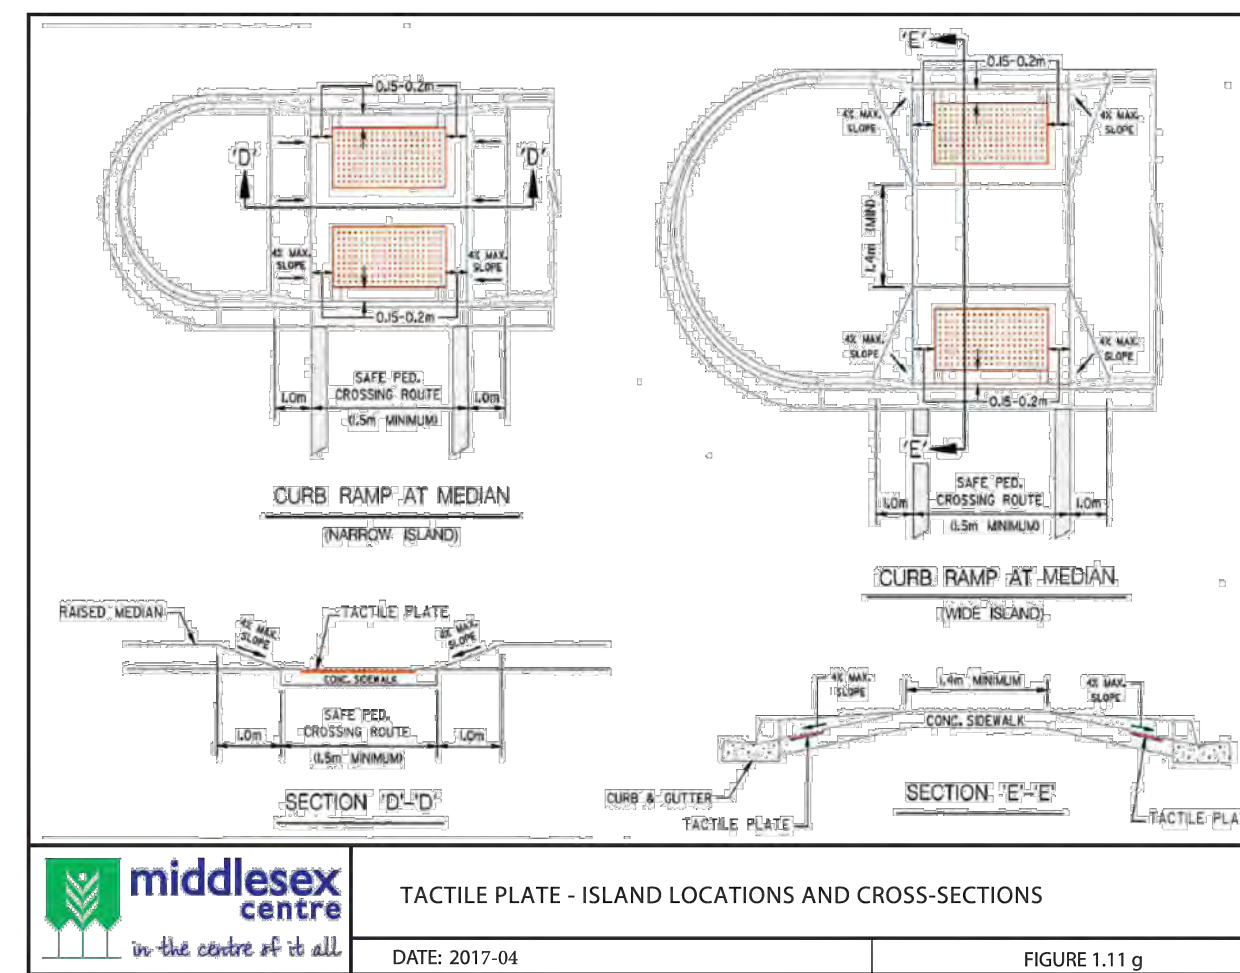 0.15-0.2m
'D' 'D'
4% MAX.
SLOPE
4% MAX.
SLOPE
0.15-0.2m
SAFE PED.
CROSSING ROUTE
1.0m 1.0m
(1.5m MINIMUM)
CURB RAMP AT MEDIAN
(NARROW ISLAND)
'E'
0.15-0.2m
4% MAX.
SLOPE
4% MAX.
SLOPE
1.4m (MIN)
4% MAX.
SLOPE
4% MAX.
SLOPE
0.15-0.2m
'E'
SAFE PED.
CROSSING ROUTE
1.0m 1.0m
(1.5m MINIMUM)
CURB RAMP AT MEDIAN
(WIDE ISLAND)
RAISED MEDIAN
TACTILE PLATE
4% MAX.
SLOPE
4% MAX.
SLOPE
CONC. SIDEWALK
SAFE PED.
CROSSING ROUTE
1.0m 1.0m
(1.5m MINIMUM)
SECTION 'D'-'D'
4% MAX.
SLOPE
1.4m MINIMUM
4% MAX.
SLOPE
CONC. SIDEWALK
CURB & GUTTER
TACTILE PLATE
SECTION 'E'-'E'
TACTILE PLA
middlesex
centre
in the centre of it all
TACTILE PLATE - ISLAND LOCATIONS AND CROSS-SECTIONS
DATE: 2017-04
FIGURE 1.11 g